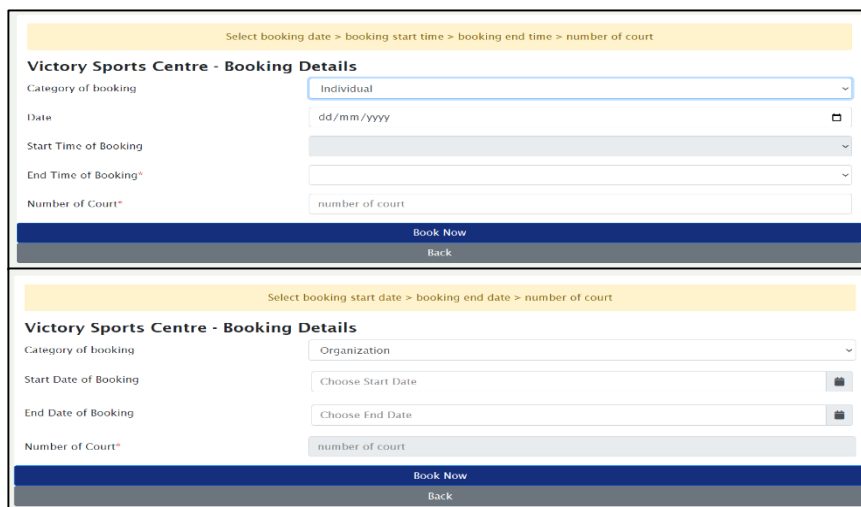 Select booking date > booking start time > booking end time > number of court
Victory Sports Centre - Booking Details
Category of booking Individual
Date dd/mm/yyyy
Start Time of Booking
End Time of Booking*
Number of Court* number of court
Book Now
Back
Select booking start date > booking end date > number of court
Victory Sports Centre - Booking Details
Category of booking Organization
Start Date of Booking Choose Start Date
End Date of Booking Choose End Date
Number of Court* number of court
Book Now
Back